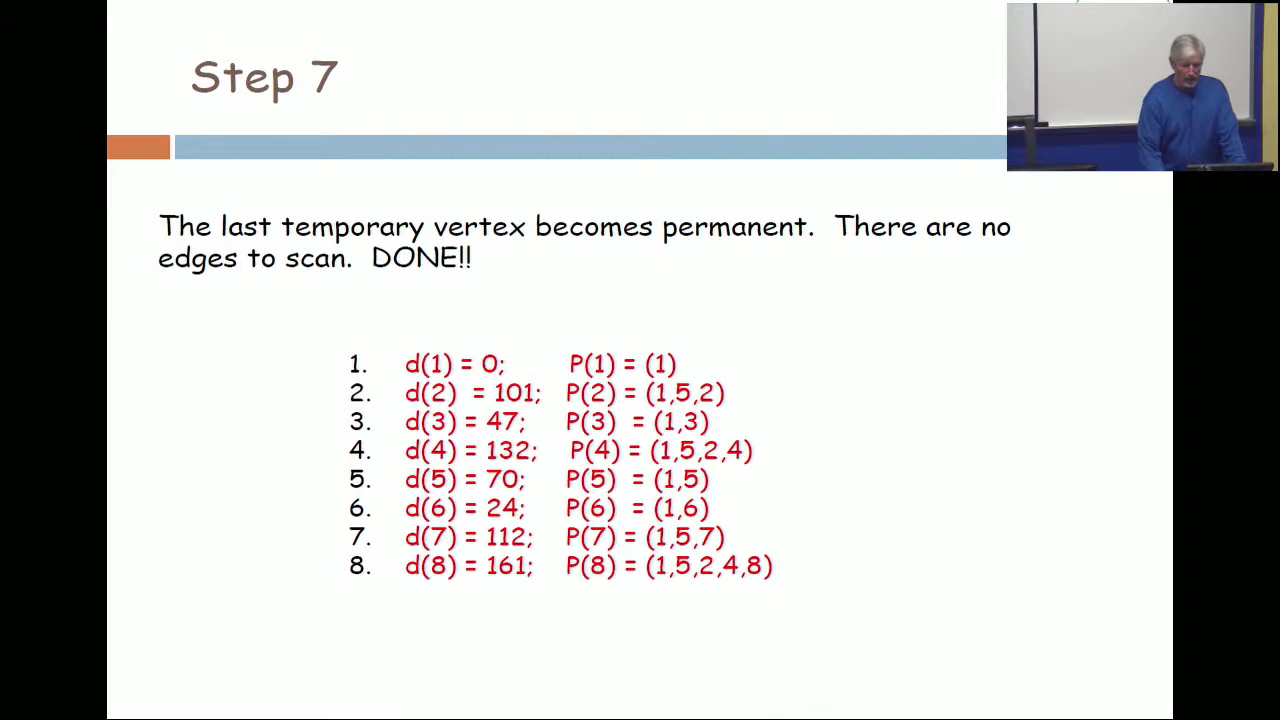 Step 7
The last temporary vertex becomes permanent. There are no
edges to scan. DONE!!
1. d(1) = 0; P(1) = (1)
2. d(2) = 101; P(2) = (1,5,2)
3. d(3) = 47; P(3) = (1,3)
4. d(4) = 132; P(4) = (1,5,2,4)
5. d(5) = 70; P(5) = (1,5)
6. d(6) = 24; P(6) = (1,6)
7. d(7) = 112; P(7) = (1,5,7)
8. d(8) = 161; P(8) = (1,5,2,4,8)